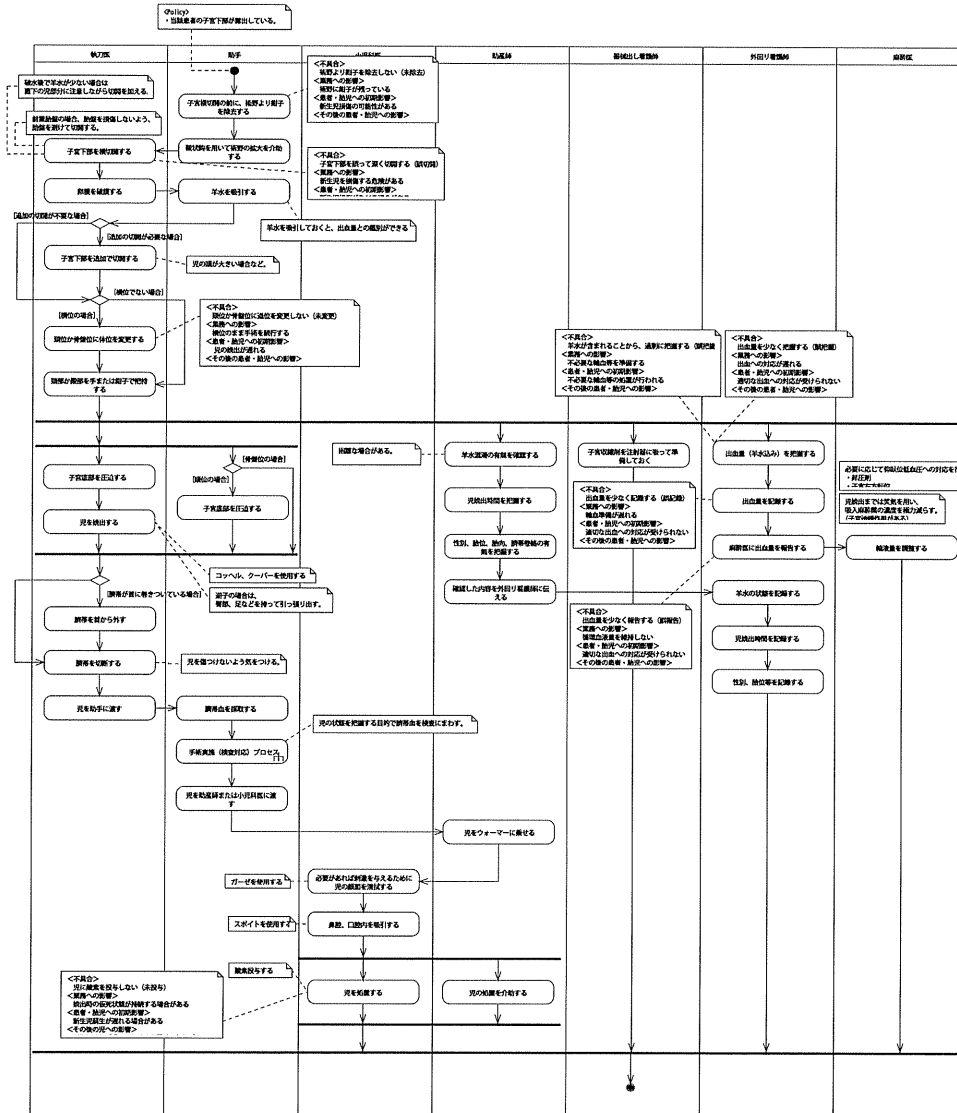 <Policy>
・当該患者の子宮下部が露出している。
執刀医
助手
小児科医
助産師
器械出し看護師
外回り看護師
麻酔医
破水後で羊水が少ない場合は
直下の児部分に注意しながら切開を加える。
前置胎盤の場合、胎盤を損傷しないよう、
胎盤を避けて切開する。
子宮横切開の前に、術野より鉗子
を除去する
<不具合>
術野より鉗子を除去しない（未除去）
<業務への影響>
術野に鉗子が残っている
<患者・胎児への初期影響>
新生児損傷の可能性がある
<その後の患者・胎児への影響>
子宮下部を横切開する
鞍状鉤を用いて術野の拡大を介助
する
<不具合>
子宮下部を誤って深く切開する（誤切開）
<業務への影響>
新生児を損傷する危険がある
<患者・胎児への初期影響>
卵膜を破膜する
羊水を吸引する
羊水を吸引しておくと、出血量との鑑別ができる
[追加の切開が不要な場合]
[追加の切開が必要な場合]
子宮下部を追加で切開する
児の頭が大きい場合など。
[横位でない場合]
[横位の場合]
頭位か骨盤位に体位を変更する
<不具合>
頭位か骨盤位に適位を変更しない（未変更）
<業務への影響>
横位のまま手術を続行する
<患者・胎児への初期影響>
児の娩出が遅れる
<その後の患者・胎児への影響>
頭部か臀部を手または鉗子で把持
する
<不具合>
羊水が含まれることから、過剰に把握する（誤把握
<業務への影響>
不必要な輸血等を準備する
<患者・胎児への初期影響>
不必要な輸血等の処置が行われる
<その後の患者・胎児への影響>
<不具合>
出血量を少なく把握する（誤把握）
<業務への影響>
出血への対応が遅れる
<患者・胎児への初期影響>
適切な出血への対応が受けられない
<その後の患者・胎児への影響>
困難な場合がある。
羊水混濁の有無を確認する
子宮収縮剤を注射器に吸って準
備しておく
出血量（羊水込み）を把握する
[骨盤位の場合]
[頭位の場合]
子宮底部を圧迫する
子宮底部を圧迫する
児を娩出する
児娩出時間を把握する
<不具合>
出血量を少なく記録する（誤記録）
<業務への影響>
輸血準備が遅れる
<患者・胎児への初期影響>
適切な出血への対応が受けられない
<その後の患者・胎児への影響>
出血量を記録する
必要に応じて仰臥位低血圧への対応を行
・昇圧剤
児娩出までは笑気を用い、
吸入麻酔薬の濃度を極力減らす。
性別、胎位、胎向、臍帯巻絡の有
無を把握する
麻酔医に出血量を報告する
輸液量を調整する
コッヘル、クーパーを使用する
逆子の場合は、
臀部、足などを持って引っ張り出す。
[臍帯が首に巻きついている場合]
臍帯を首から外す
確認した内容を外回り看護師に伝
える
羊水の状態を記録する
<不具合>
出血量を少なく報告する（誤報告）
<業務への影響>
循環血液量を維持しない
<患者・胎児への初期影響>
適切な出血への対応が受けられない
<その後の患者・胎児への影響>
児娩出時間を記録する
臍帯を切断する
児を傷つけないよう気をつける。
性別、胎位等を記録する
児を助手に渡す
臍帯血を採取する
児の状態を把握する目的で臍帯血を検査にまわす。
手術実施（検査対応）プロセス
児を助産師または小児科医に渡
す
児をウォーマーに乗せる
ガーゼを使用する
必要があれば刺激を与えるために
児の顔面を清拭する
スポイトを使用する
鼻腔、口腔内を吸引する
酸素投与する
<不具合>
児に酸素を投与しない（未投与）
<業務への影響>
娩出時の仮死状態が持続する場合がある
<患者・胎児への初期影響>
新生児蘇生が遅れる場合がある
<その後の児への影響>
児を処置する
児の処置を介助する